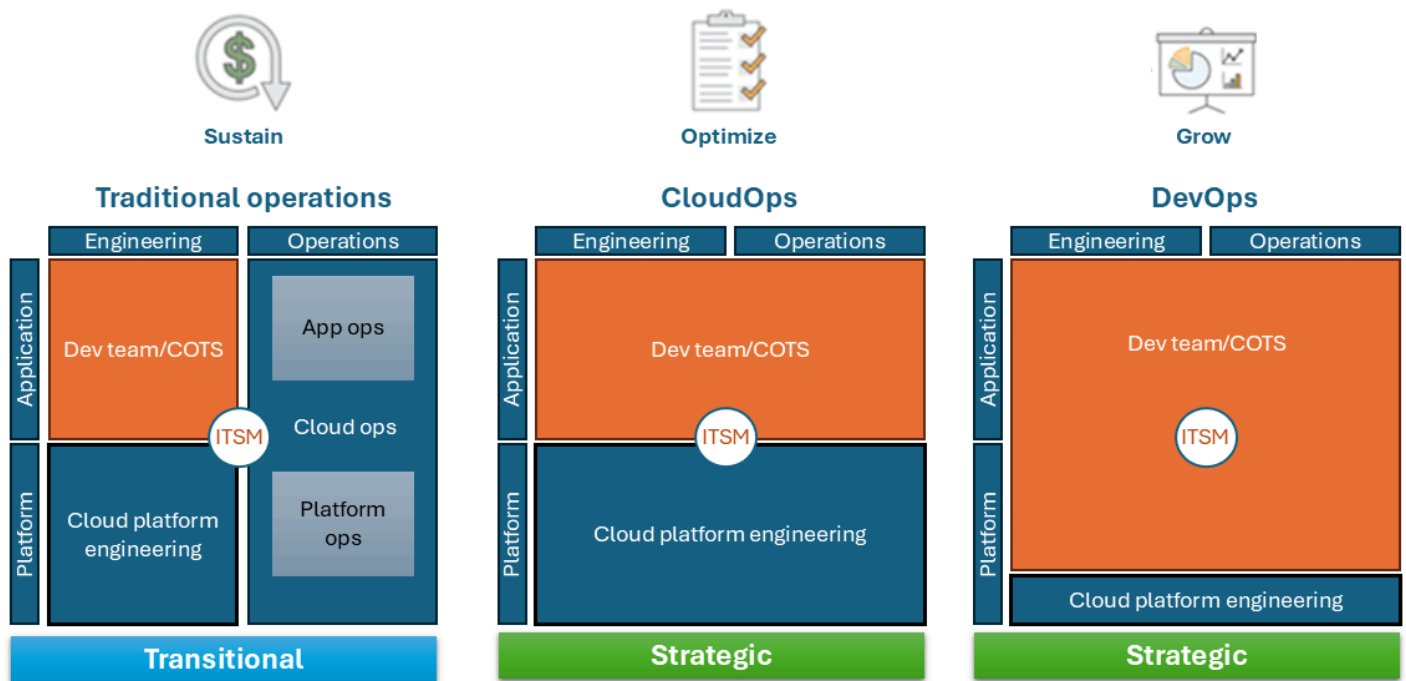 Sustain
Optimize
Grow
Traditional operations
CloudOps
DevOps
Engineering
Operations
Engineering
Operations
Engineering
Operations
Application
Dev team/COTS
App ops
Cloud ops
ITSM
Platform
Cloud platform
engineering
Platform
ops
Application
Dev team/COTS
ITSM
Platform
Cloud platform engineering
Application
Dev team/COTS
ITSM
Platform
Cloud platform engineering
Transitional
Strategic
Strategic